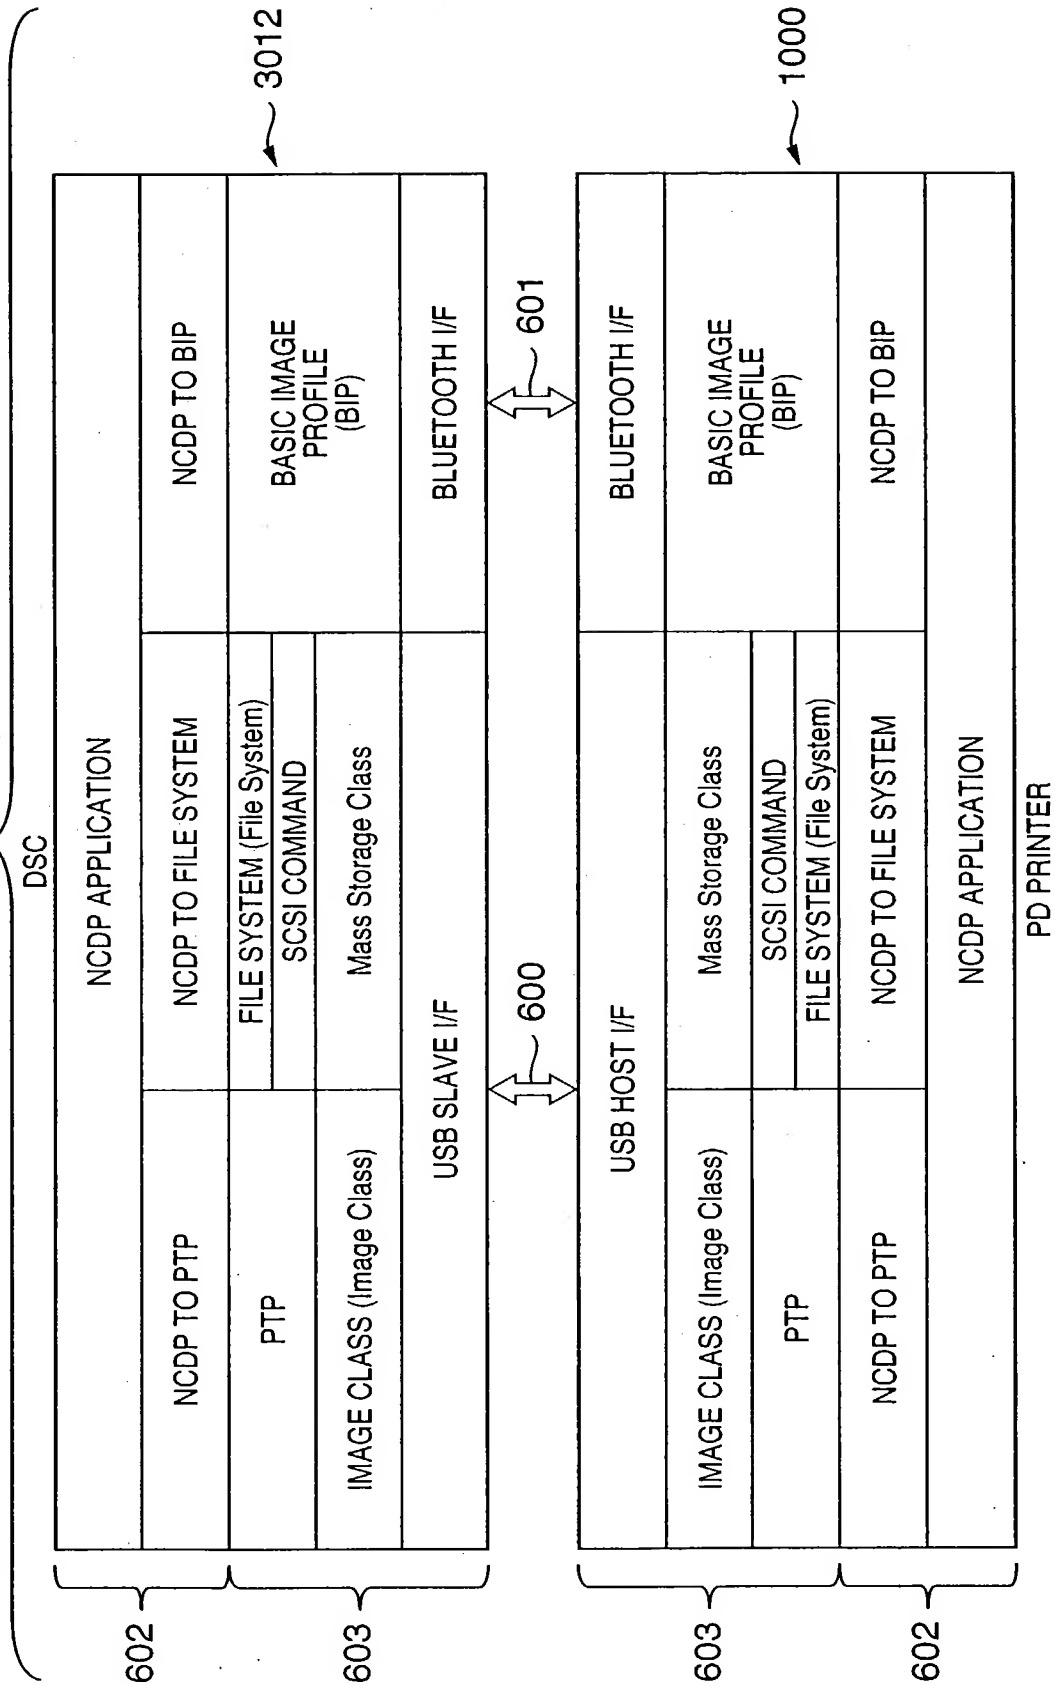 DSC
3012
NCDP APPLICATION
602
NCDP TO PTP
NCDP TO FILE SYSTEM
NCDP TO BIP
603
PTP
FILE SYSTEM (File System)
SCSI COMMAND
BASIC IMAGE
PROFILE
(BIP)
IMAGE CLASS (Image Class)
Mass Storage Class
USB SLAVE I/F
BLUETOOTH I/F
600
601
1000
USB HOST I/F
BLUETOOTH I/F
603
IMAGE CLASS (Image Class)
Mass Storage Class
BASIC IMAGE
PROFILE
(BIP)
PTP
SCSI COMMAND
FILE SYSTEM (File System)
602
NCDP TO PTP
NCDP TO FILE SYSTEM
NCDP TO BIP
NCDP APPLICATION
PD PRINTER